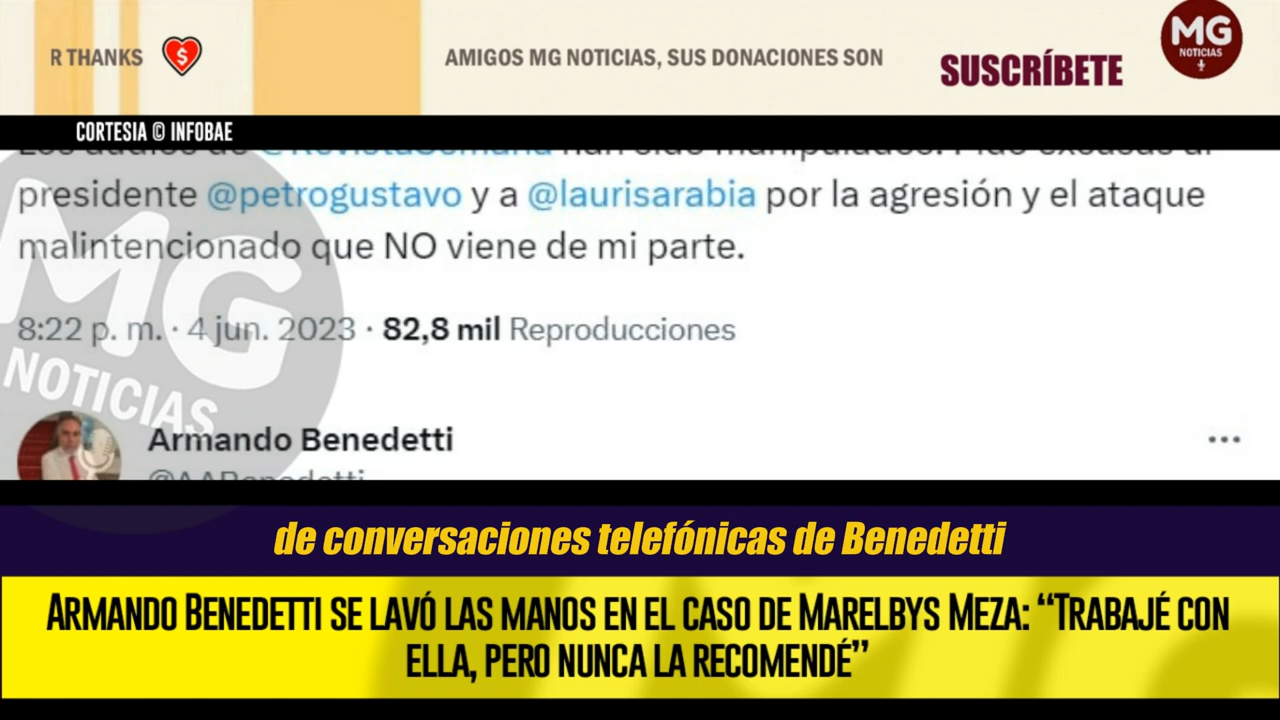 R THANKS
AMIGOS MG NOTICIAS, SUS DONACIONES SON
SUSCRÍBETE
MG
NOTICIAS
CORTESIA © INFOBAE
presidente @petrogustavo y a @laurisarabia por la agresión y el ataque
malintencionado que NO viene de mi parte.
8:22 p. m. · 4 jun. 2023 · 82,8 mil Reproducciones
MG
NOTICIAS
Armando Benedetti
@AABenedetti
de conversaciones telefónicas de Benedetti
ARMANDO BENEDETTI SE LAVÓ LAS MANOS EN EL CASO DE MARELBYS MEZA: “TRABAJÉ CON
ELLA, PERO NUNCA LA RECOMENDÉ”